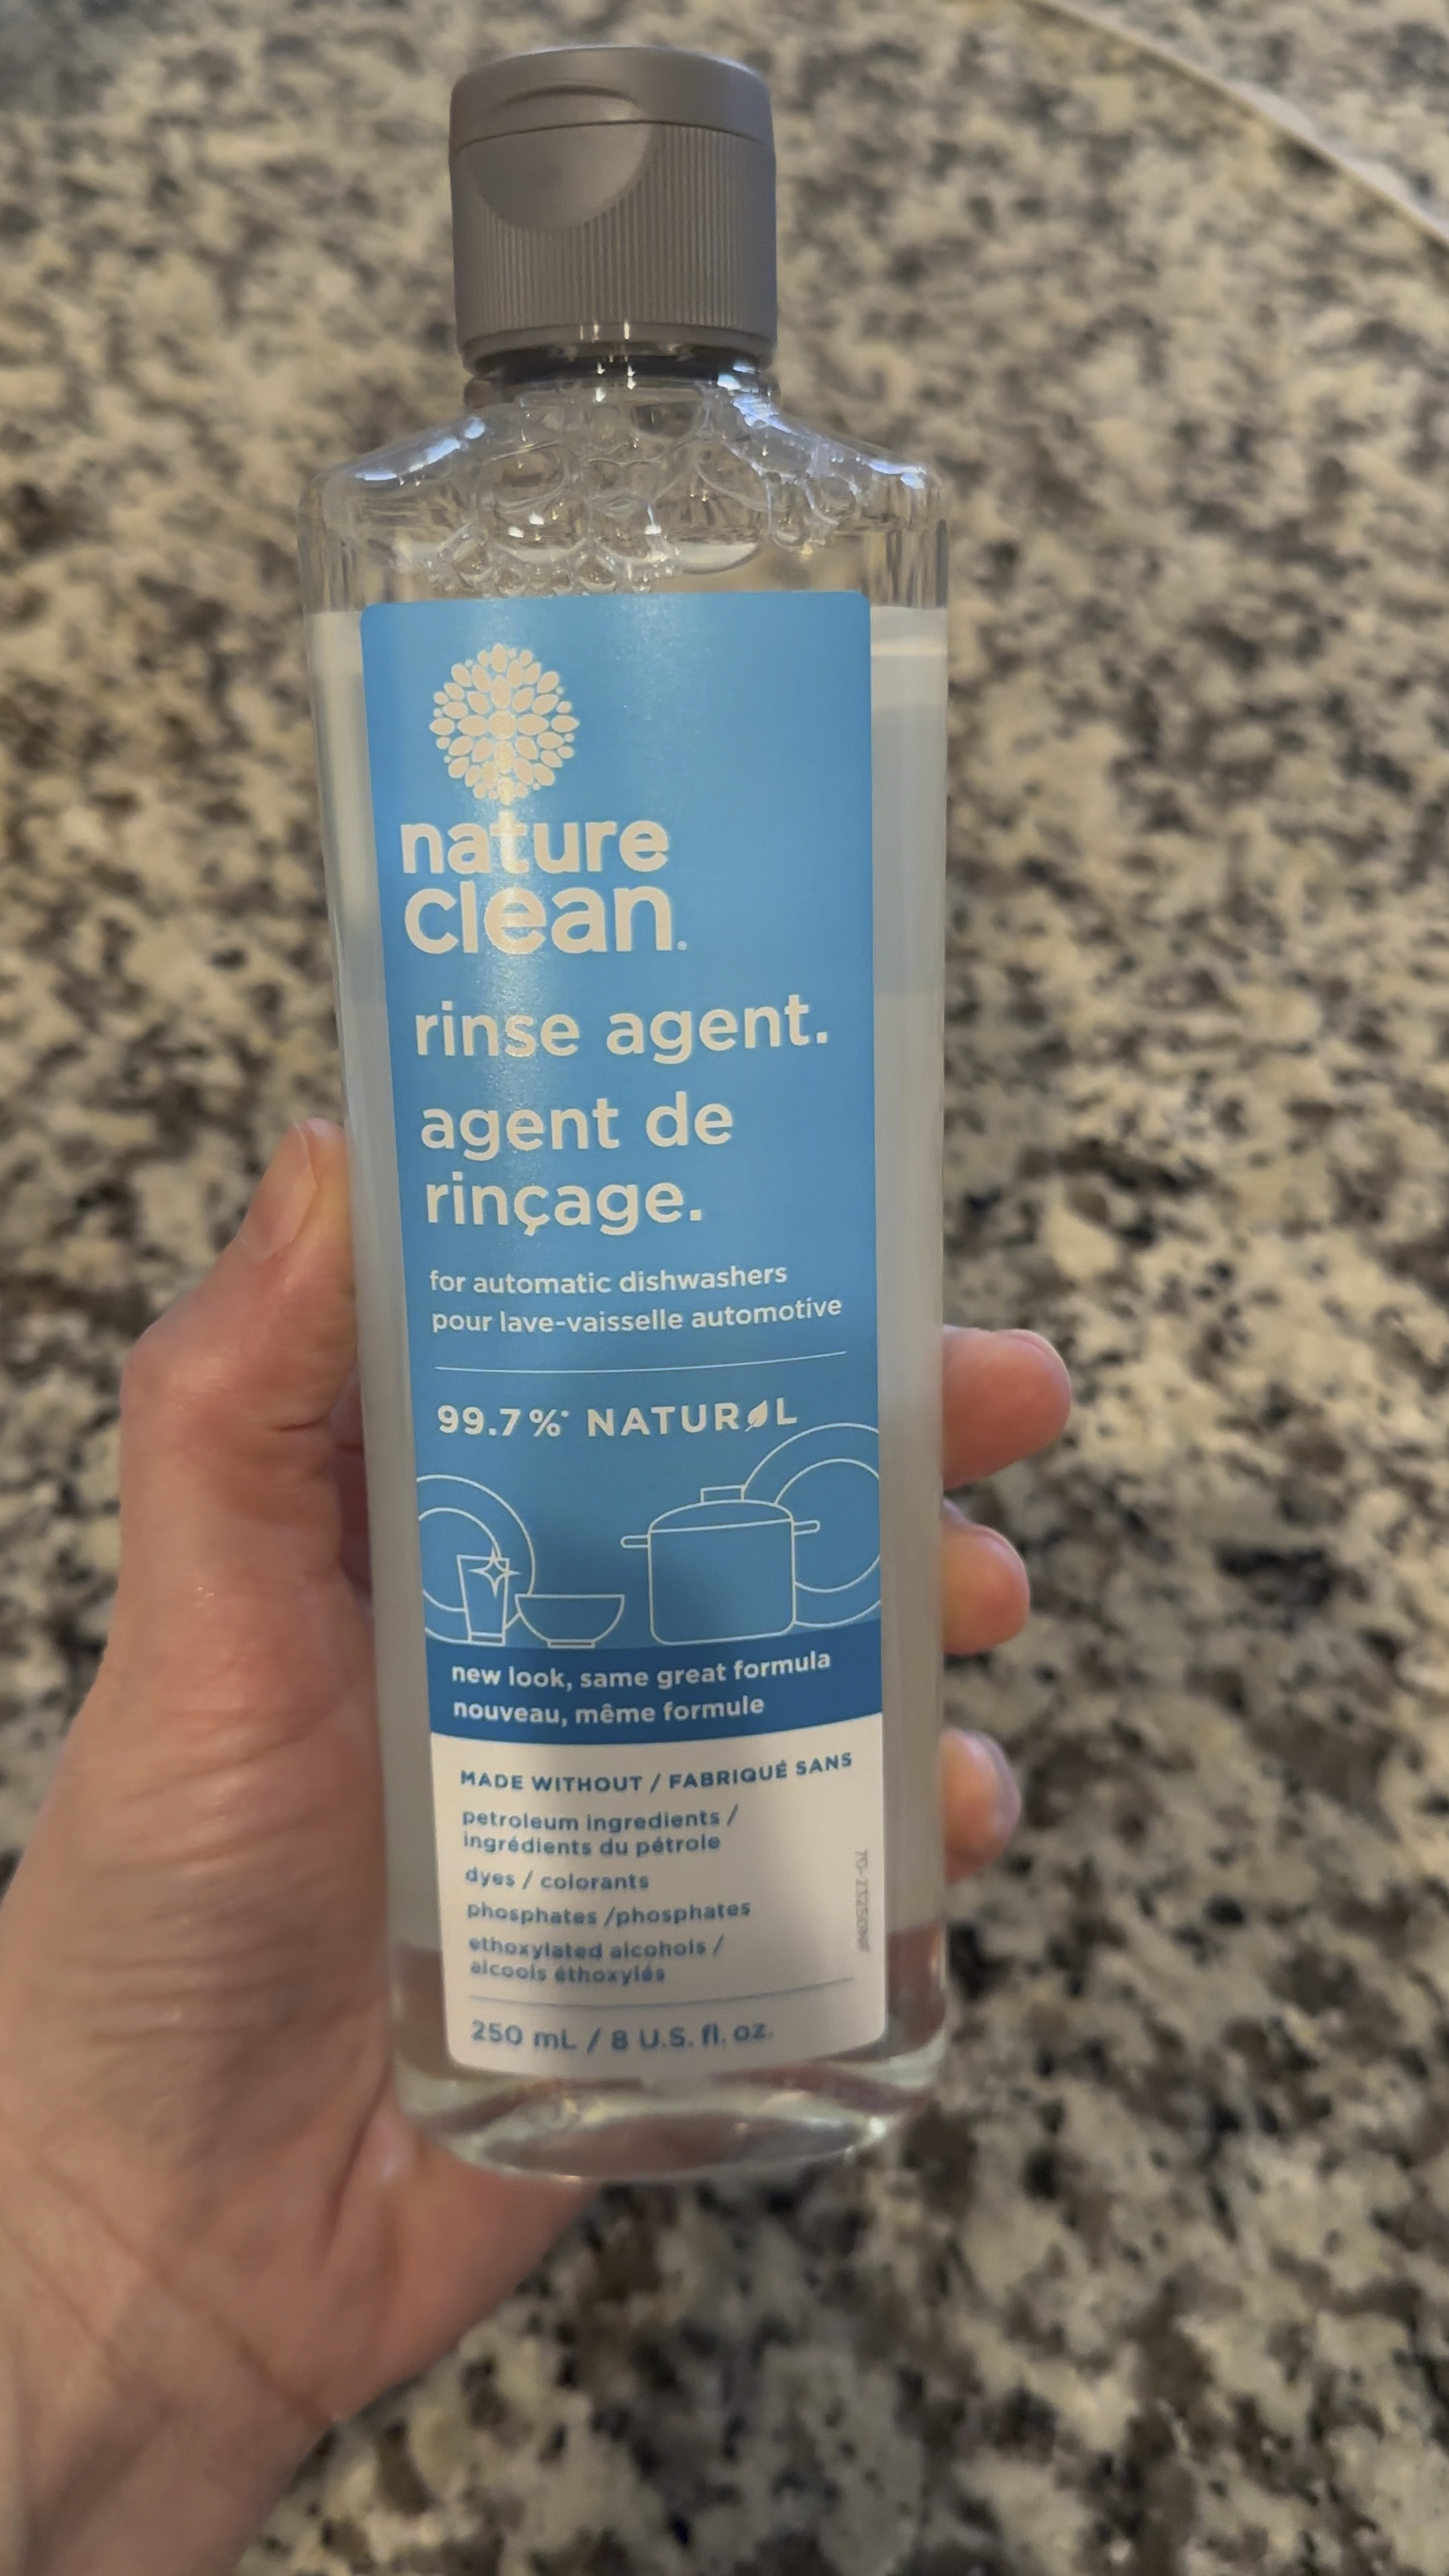 nature
clean®
rinse agent.
agent de
rinçage.
for automatic dishwashers
pour lave-vaisselle automotive
99.7%* NATURAL
new look, same great formula
nouveau, même formule
MADE WITHOUT / FABRIQUÉ SANS
petroleum ingredients /
ingrédients du pétrole
dyes / colorants
phosphates /phosphates
ethoxylated alcohols /
alcools éthoxylés
250 mL / 8 U.S. fl. oz.